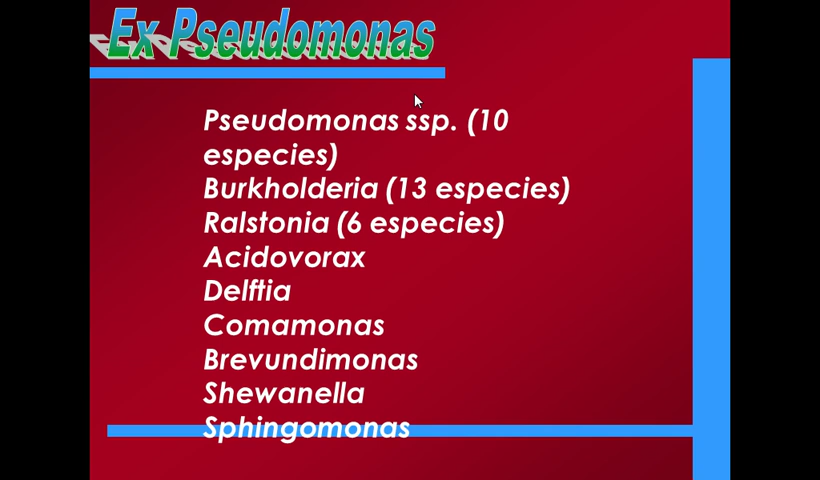 Ex Pseudomonas
Pseudomonas ssp. (10
especies)
Burkholderia (13 especies)
Ralstonia (6 especies)
Acidovorax
Delftia
Comamonas
Brevundimonas
Shewanella
Sphingomonas